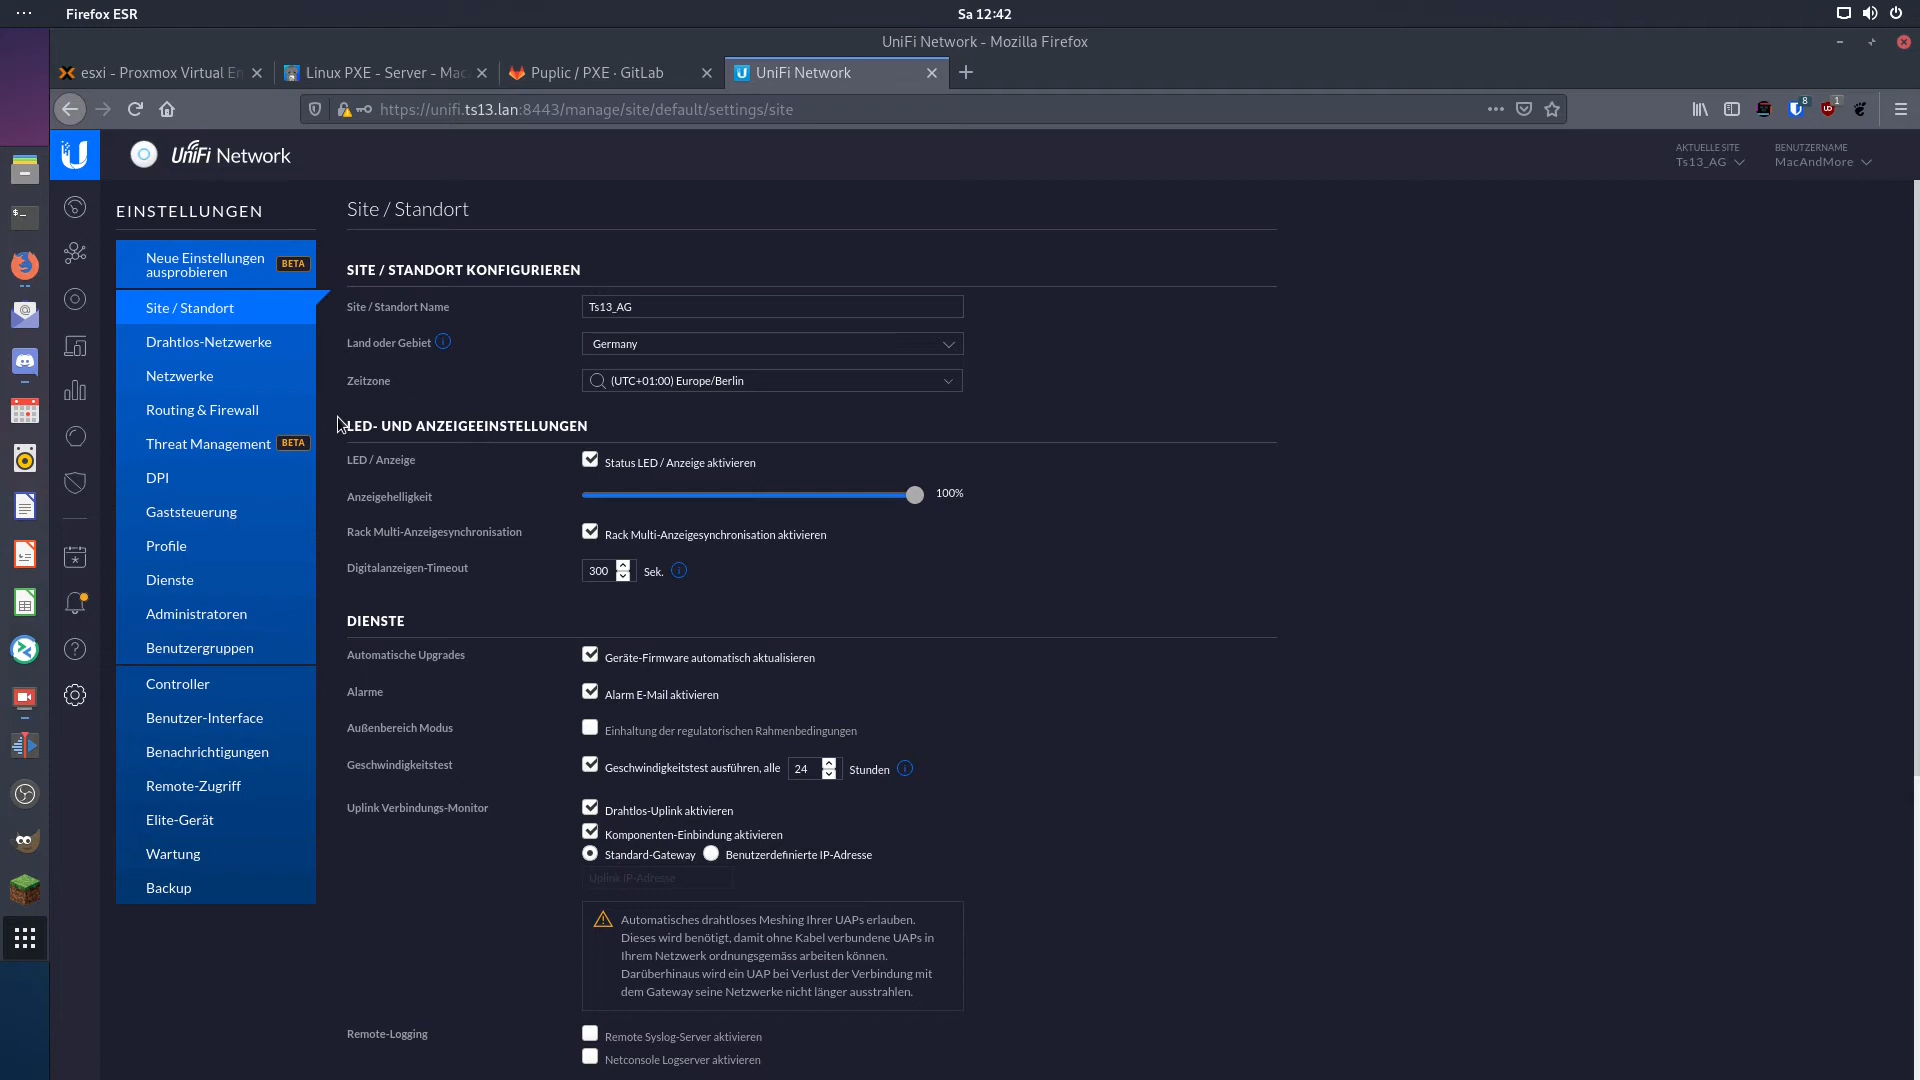 Firefox ESR
Sa 12:42
UniFi Network - Mozilla Firefox
esxi - Proxmox Virtual En
Linux PXE - Server - Mac
Puplic / PXE · GitLab
UniFi Network
https://unifi.ts13.lan:8443/manage/site/default/settings/site
8
1
UniFi Network
AKTUELLE SITE
Ts13_AG
BENUTZERNAME
MacAndMore
EINSTELLUNGEN
Neue Einstellungen
ausprobieren
BETA
Site / Standort
Drahtlos-Netzwerke
Netzwerke
Routing & Firewall
Threat Management
BETA
DPI
Gaststeuerung
Profile
Dienste
Administratoren
Benutzergruppen
Controller
Benutzer-Interface
Benachrichtigungen
Remote-Zugriff
Elite-Gerät
Wartung
Backup
Site / Standort
SITE / STANDORT KONFIGURIEREN
Site / Standort Name
Ts13_AG
Land oder Gebiet
Germany
Zeitzone
(UTC+01:00) Europe/Berlin
LED- UND ANZEIGEEINSTELLUNGEN
LED / Anzeige
Status LED / Anzeige aktivieren
Anzeigehelligkeit
100%
Rack Multi-Anzeigesynchronisation
Rack Multi-Anzeigesynchronisation aktivieren
Digitalanzeigen-Timeout
300
Sek.
DIENSTE
Automatische Upgrades
Geräte-Firmware automatisch aktualisieren
Alarme
Alarm E-Mail aktivieren
Außenbereich Modus
Einhaltung der regulatorischen Rahmenbedingungen
Geschwindigkeitstest
Geschwindigkeitstest ausführen, alle
24
Stunden
Uplink Verbindungs-Monitor
Drahtlos-Uplink aktivieren
Komponenten-Einbindung aktivieren
Standard-Gateway
Benutzerdefinierte IP-Adresse
Uplink IP-Adresse
Automatisches drahtloses Meshing Ihrer UAPs erlauben.
Dieses wird benötigt, damit ohne Kabel verbundene UAPs in
Ihrem Netzwerk ordnungsgemäss arbeiten können.
Darüberhinaus wird ein UAP bei Verlust der Verbindung mit
dem Gateway seine Netzwerke nicht länger ausstrahlen.
Remote-Logging
Remote Syslog-Server aktivieren
Netconsole Logserver aktivieren